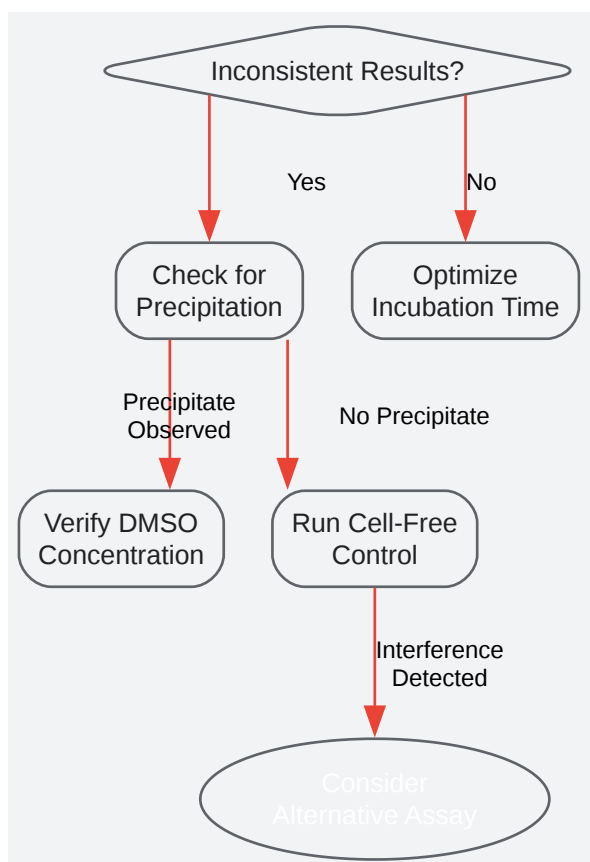 Inconsistent Results?
Yes
No
Check for
Precipitation
Optimize
Incubation Time
Precipitate
Observed
No Precipitate
Verify DMSO
Concentration
Run Cell-Free
Control
Interference
Detected
Consider
Alternative Assay